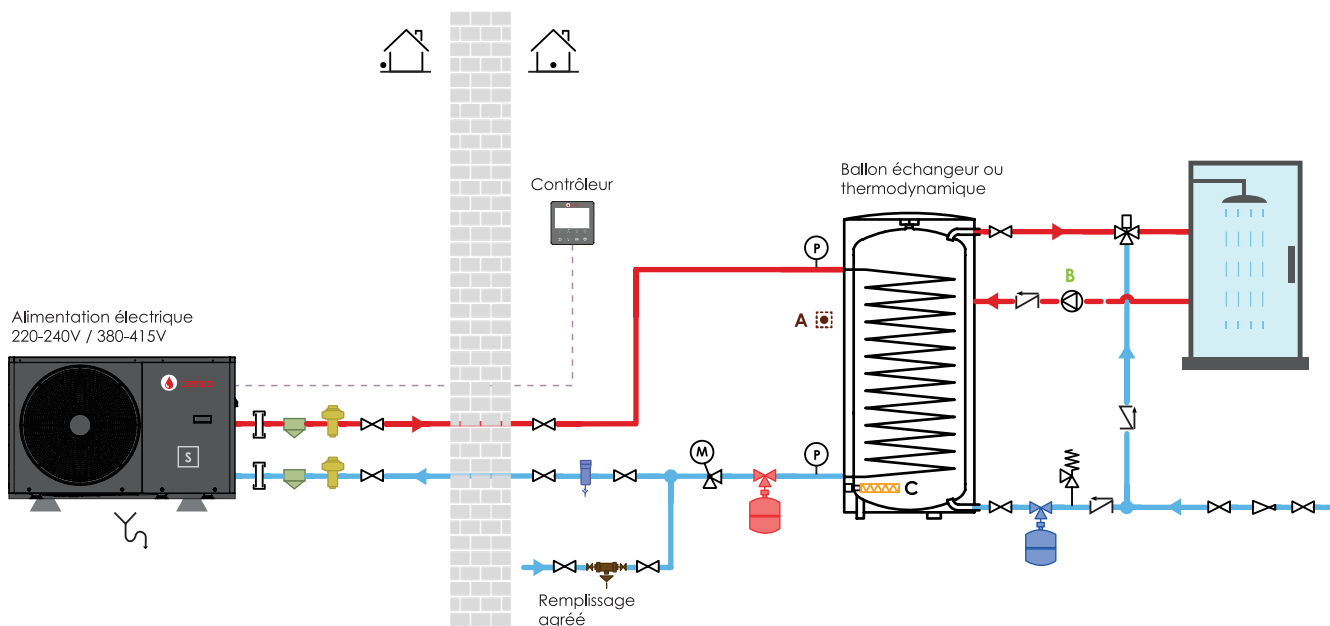 Contrôleur
Ballon échangeur ou
thermodynamique
P
B
A
Alimentation électrique
220-240V / 380-415V
S
M
P
C
Remplissage
agréé